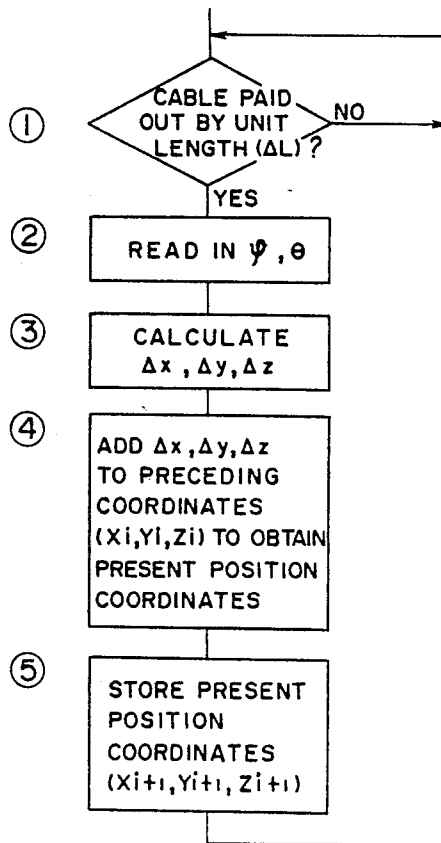 ①
CABLE PAID
OUT BY UNIT
LENGTH (ΔL) ?
NO
YES
②
READ IN ψ, θ
③
CALCULATE
Δx, Δy, Δz
④
ADD Δx, Δy, Δz
TO PRECEDING
COORDINATES
(Xi, Yi, Zi) TO OBTAIN
PRESENT POSITION
COORDINATES
⑤
STORE PRESENT
POSITION
COORDINATES
(Xi+1, Yi+1, Zi+1)